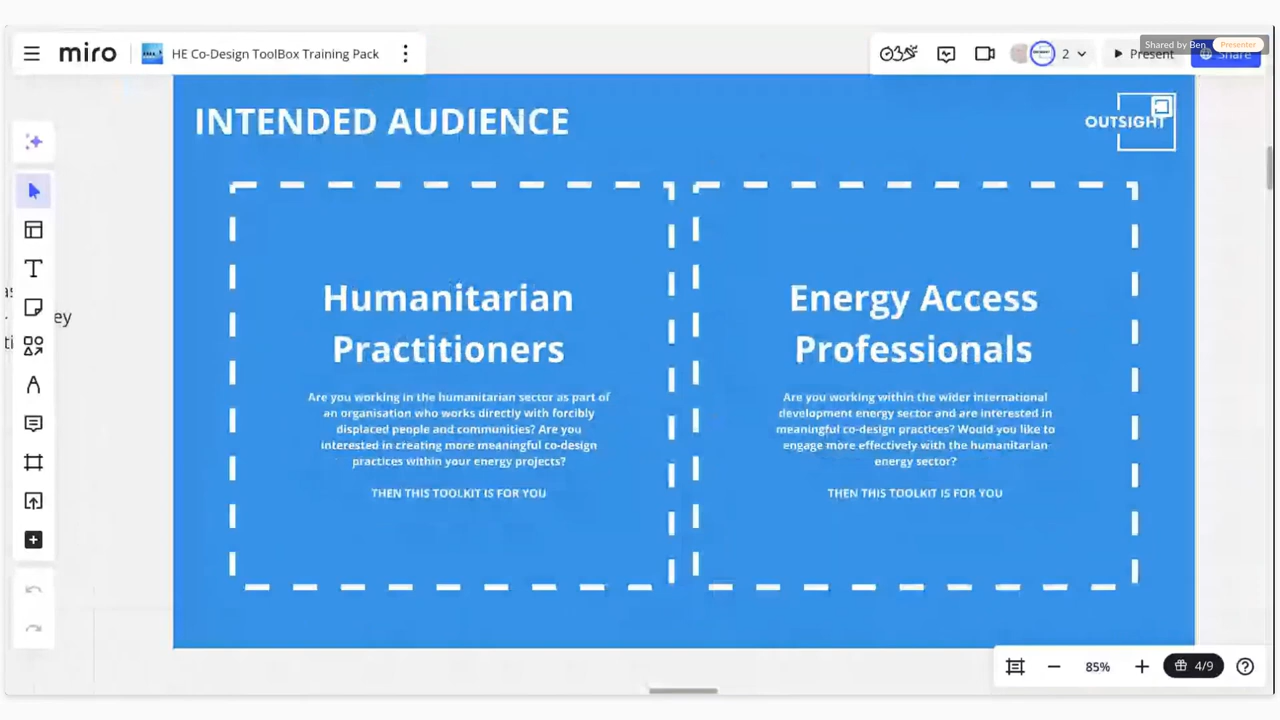 miro
HE Co-Design ToolBox Training Pack
2
Present
Share
Shared by Ben
Presenter
INTENDED AUDIENCE
OUTSIGHT
Humanitarian
Practitioners
Are you working in the humanitarian sector as part of
an organisation who works directly with forcibly
displaced people and communities? Are you
interested in creating more meaningful co-design
practices within your energy projects?
THEN THIS TOOLKIT IS FOR YOU
Energy Access
Professionals
Are you working within the wider international
development energy sector and are interested in
meaningful co-design practices? Would you like to
engage more effectively with the humanitarian
energy sector?
THEN THIS TOOLKIT IS FOR YOU
as
ey
ti
85%
4/9